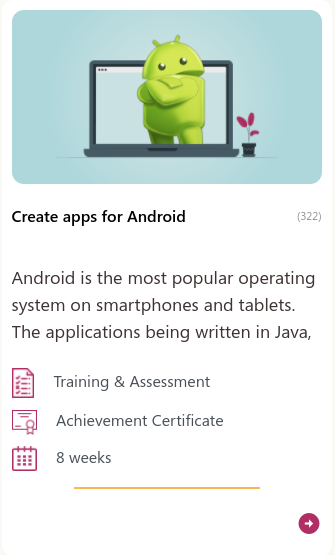 Create apps for Android (322)
Android is the most popular operating
system on smartphones and tablets.
The applications being written in Java,
Training & Assessment
Achievement Certificate
8 weeks